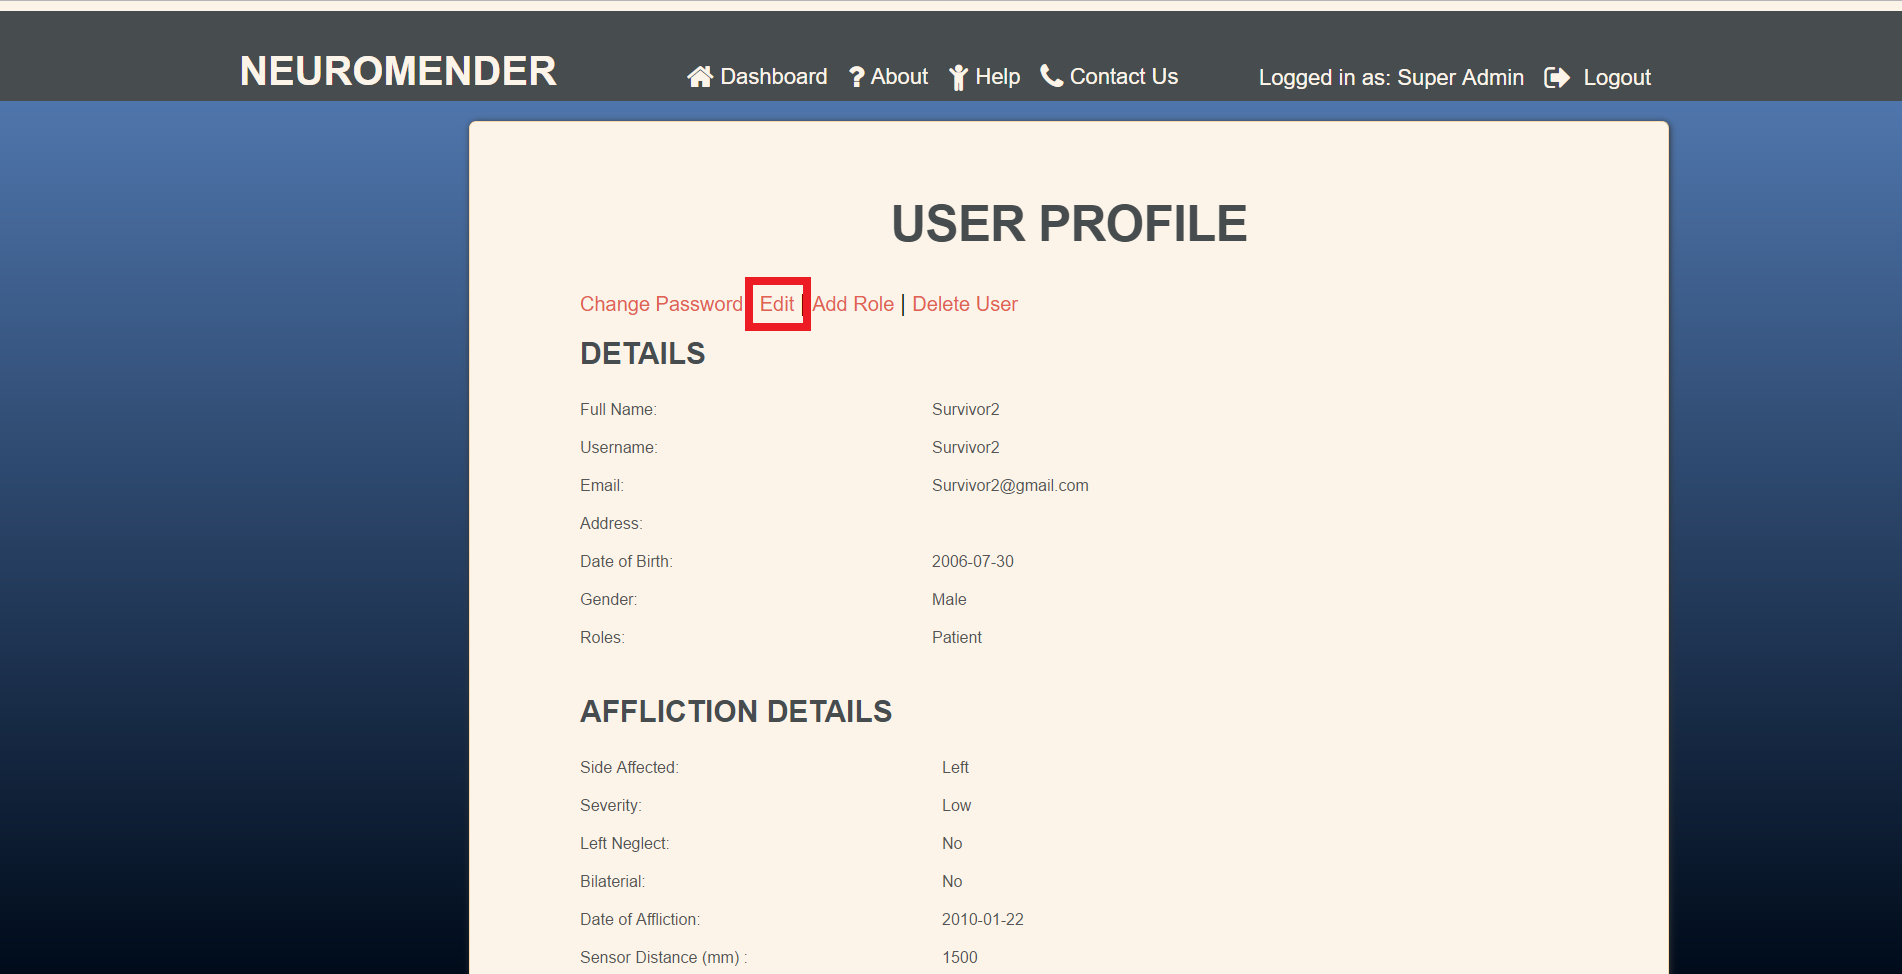 NEUROMENDER Dashboard ? About Help Contact Us Logged in as: Super Admin Logout
USER PROFILE
Change Password Edit | Add Role | Delete User
DETAILS
Full Name: Survivor2
Username: Survivor2
Email: Survivor2@gmail.com
Address:
Date of Birth: 2006-07-30
Gender: Male
Roles: Patient
AFFLICTION DETAILS
Side Affected: Left
Severity: Low
Left Neglect: No
Bilaterial: No
Date of Affliction: 2010-01-22
Sensor Distance (mm) : 1500